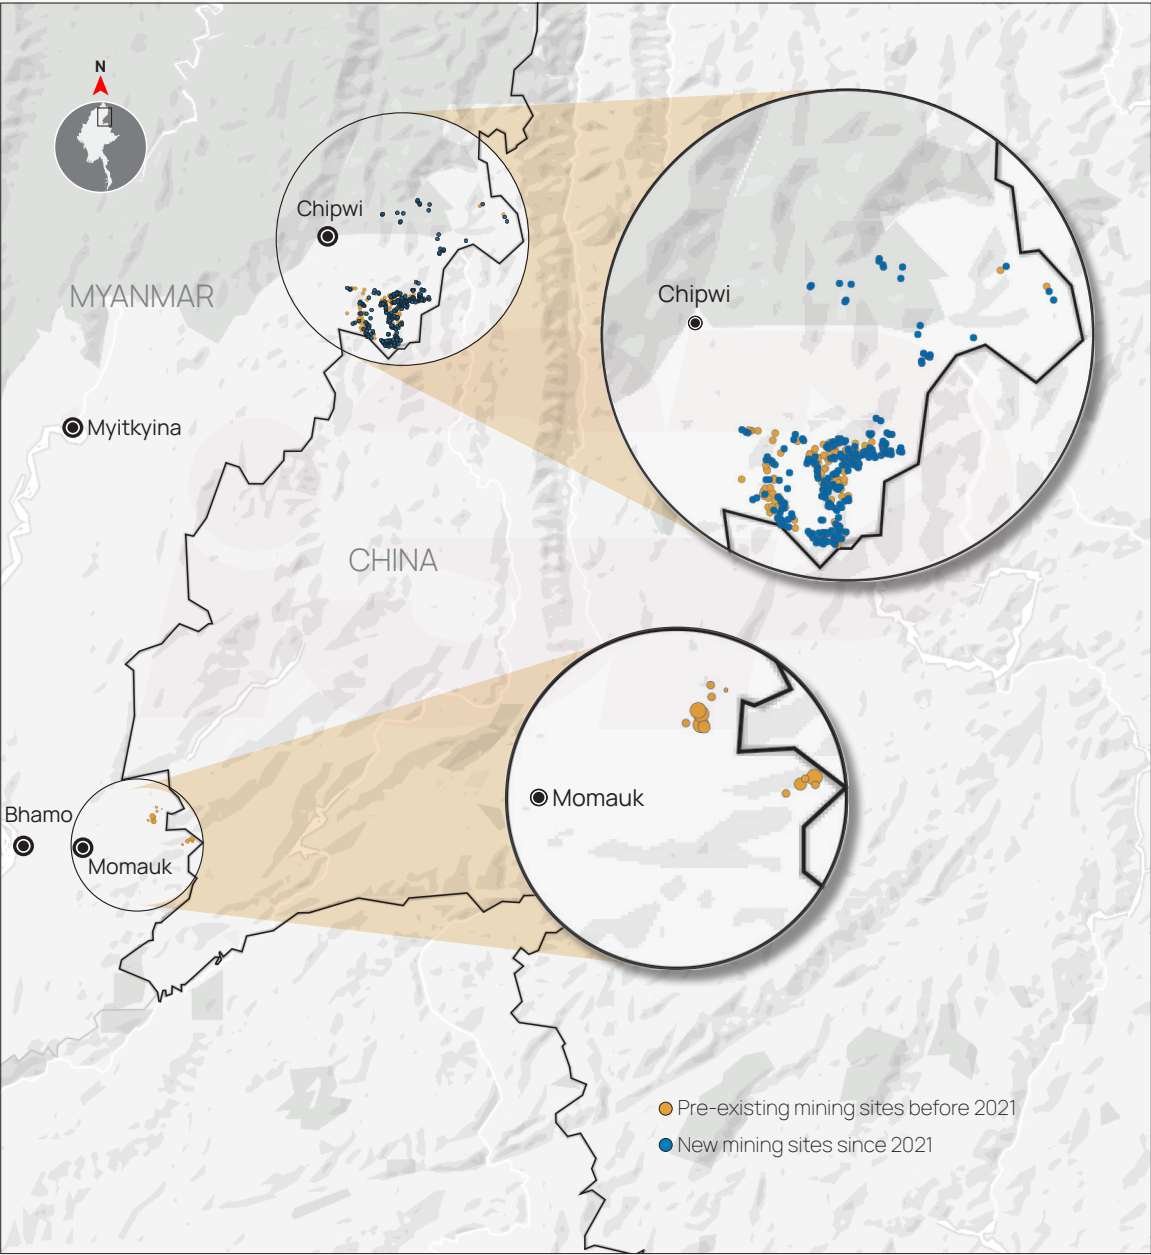 N
Chipwi
Chipwi
MYANMAR
Myitkyina
CHINA
Momauk
Bhamo
Momauk
Pre-existing mining sites before 2021
New mining sites since 2021